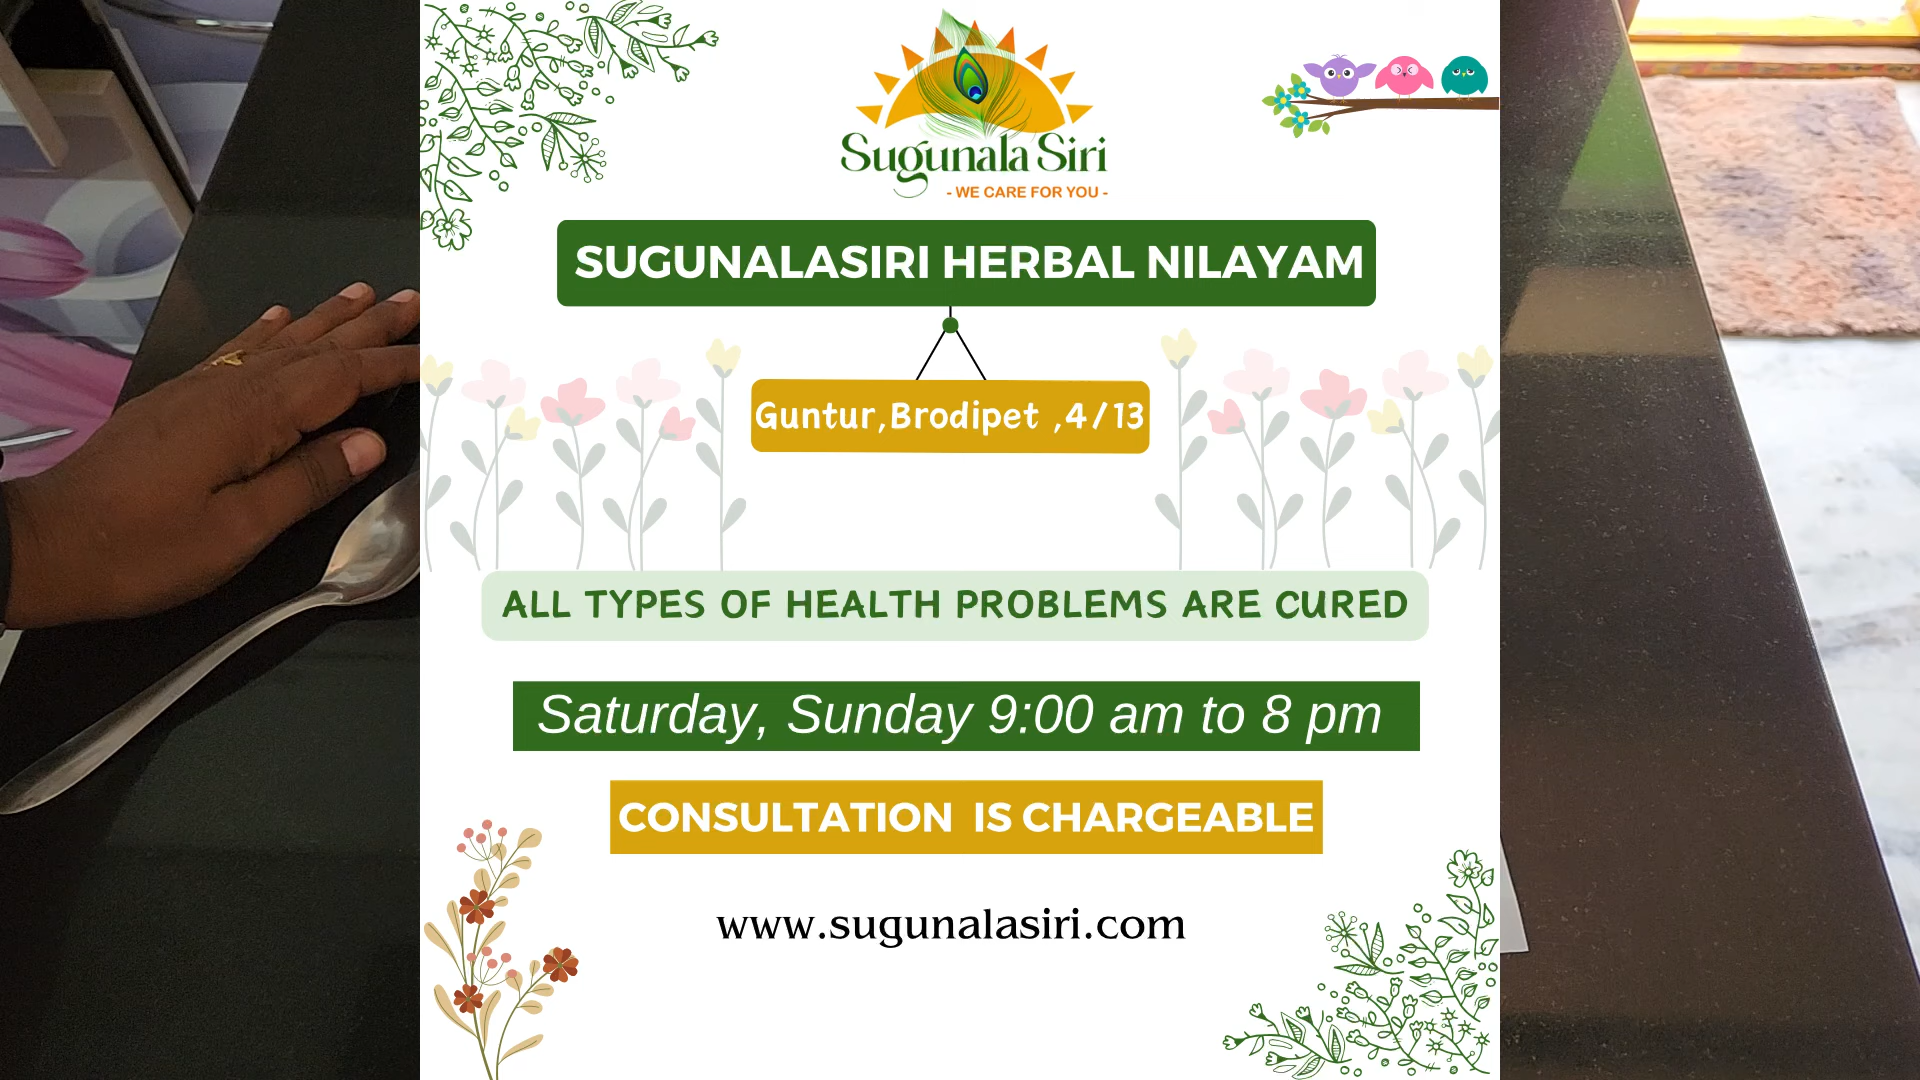 Sugunala Siri
- WE CARE FOR YOU -
SUGUNALASIRI HERBAL NILAYAM
Guntur,Brodipet ,4/13
ALL TYPES OF HEALTH PROBLEMS ARE CURED
Saturday, Sunday 9:00 am to 8 pm
CONSULTATION IS CHARGEABLE
www.sugunalasiri.com